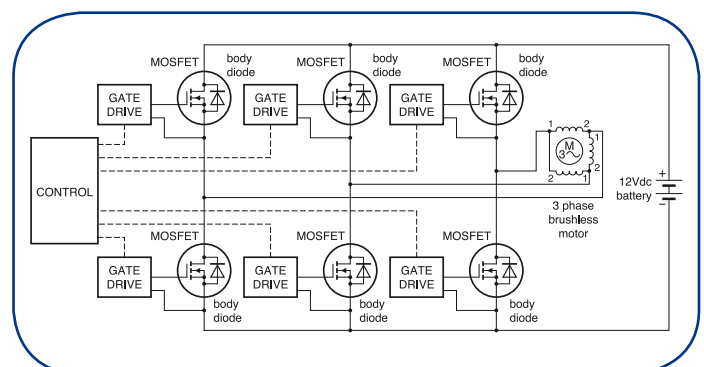 MOSFET
body
diode
MOSFET
body
diode
MOSFET
body
diode
GATE
DRIVE
GATE
DRIVE
GATE
DRIVE
CONTROL
1 2
M
3
1
2
2 1
3 phase
brushless
motor
+
12Vdc
battery
–
MOSFET
MOSFET
MOSFET
GATE
DRIVE
GATE
DRIVE
GATE
DRIVE
body
diode
body
diode
body
diode